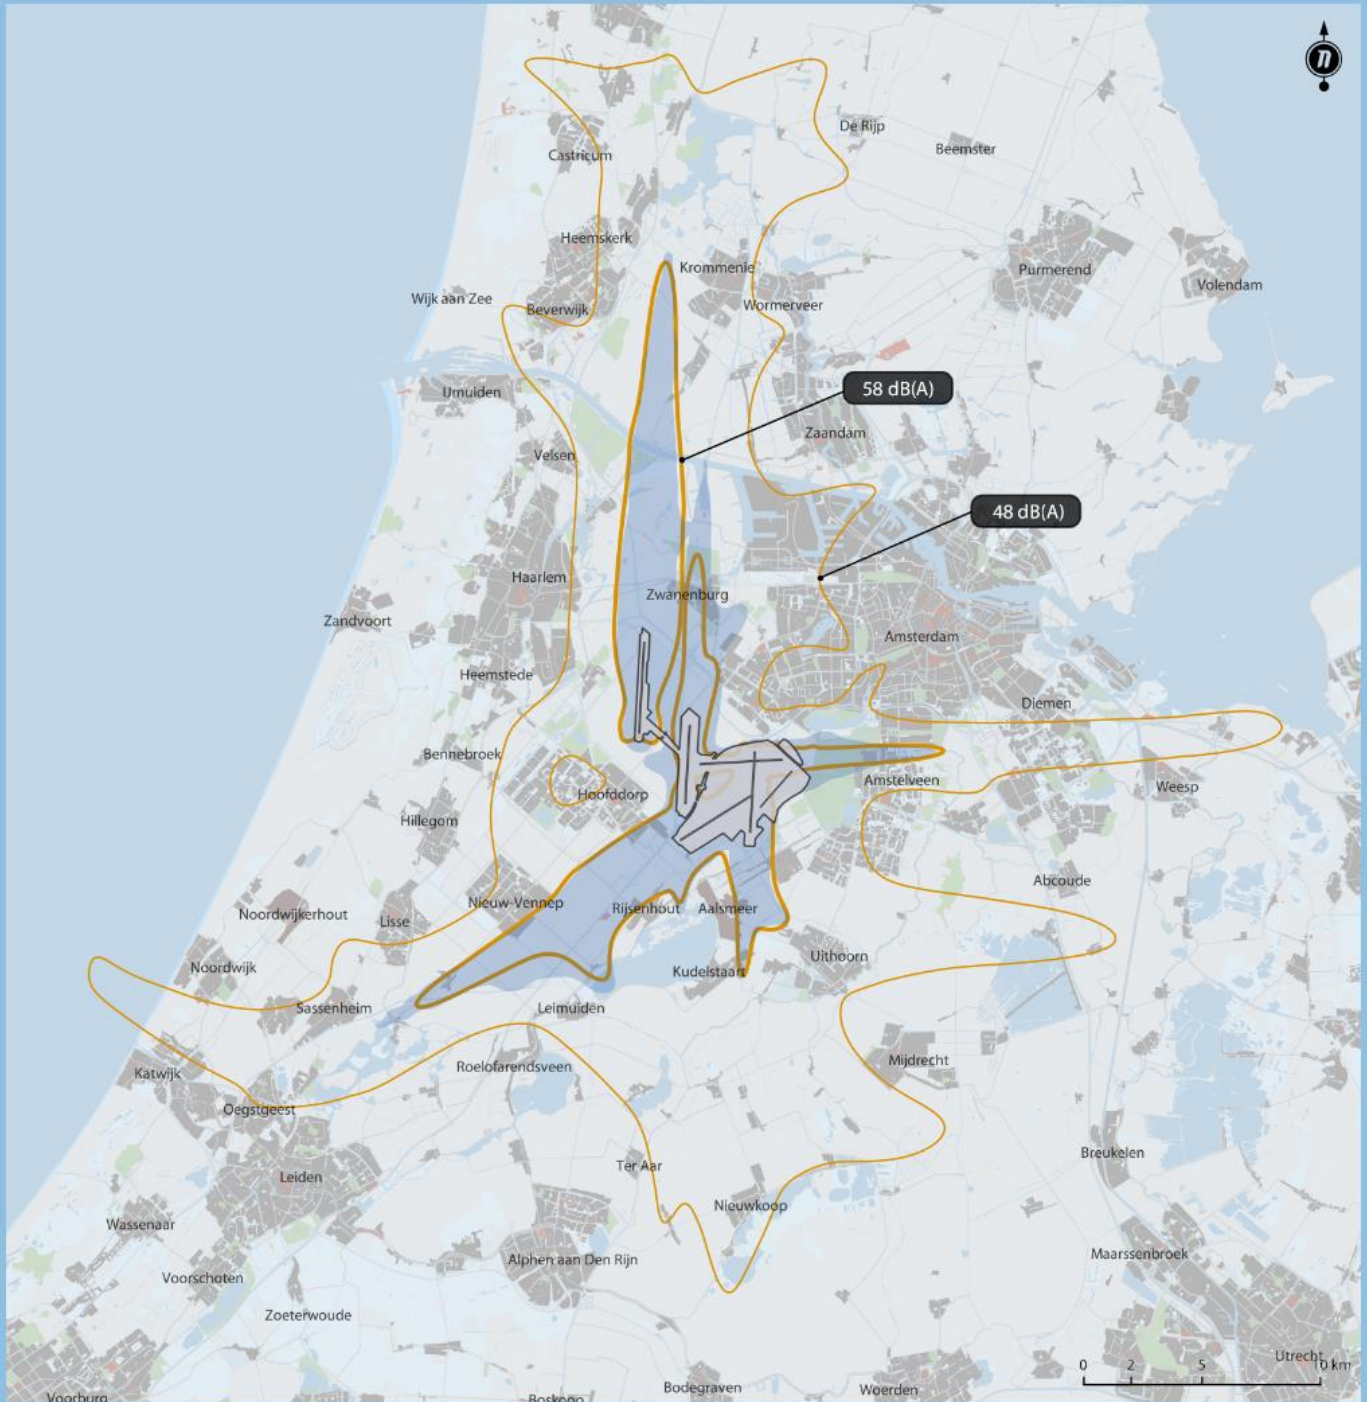 n
De Rijp
Beemster
Castricum
Heemskerk
Krommenie
Purmerend
Volendam
Wijk aan Zee
Beverwijk
Wormerveer
58 dB(A)
IJmuiden
Zaandam
Velsen
48 dB(A)
Haarlem
Zwanenburg
Zandvoort
Amsterdam
Heemstede
Diemen
Bennebroek
Amstelveen
Weesp
Hoofddorp
Hillegom
Abcoude
Nieuw-Vennep
Rijsenhout
Aalsmeer
Noordwijkerhout
Lisse
Uithoorn
Noordwijk
Kudelstaart
Sassenheim
Leimuiden
Mijdrecht
Roelofarendsveen
Katwijk
Oegstgeest
Breukelen
Ter Aar
Leiden
Nieuwkoop
Wassenaar
Maarssenbroek
Alphen aan Den Rijn
Voorschoten
Zoeterwoude
Utrecht
0 2 5 10 km
Bodegraven
Woerden
Voorburg
Boskoop